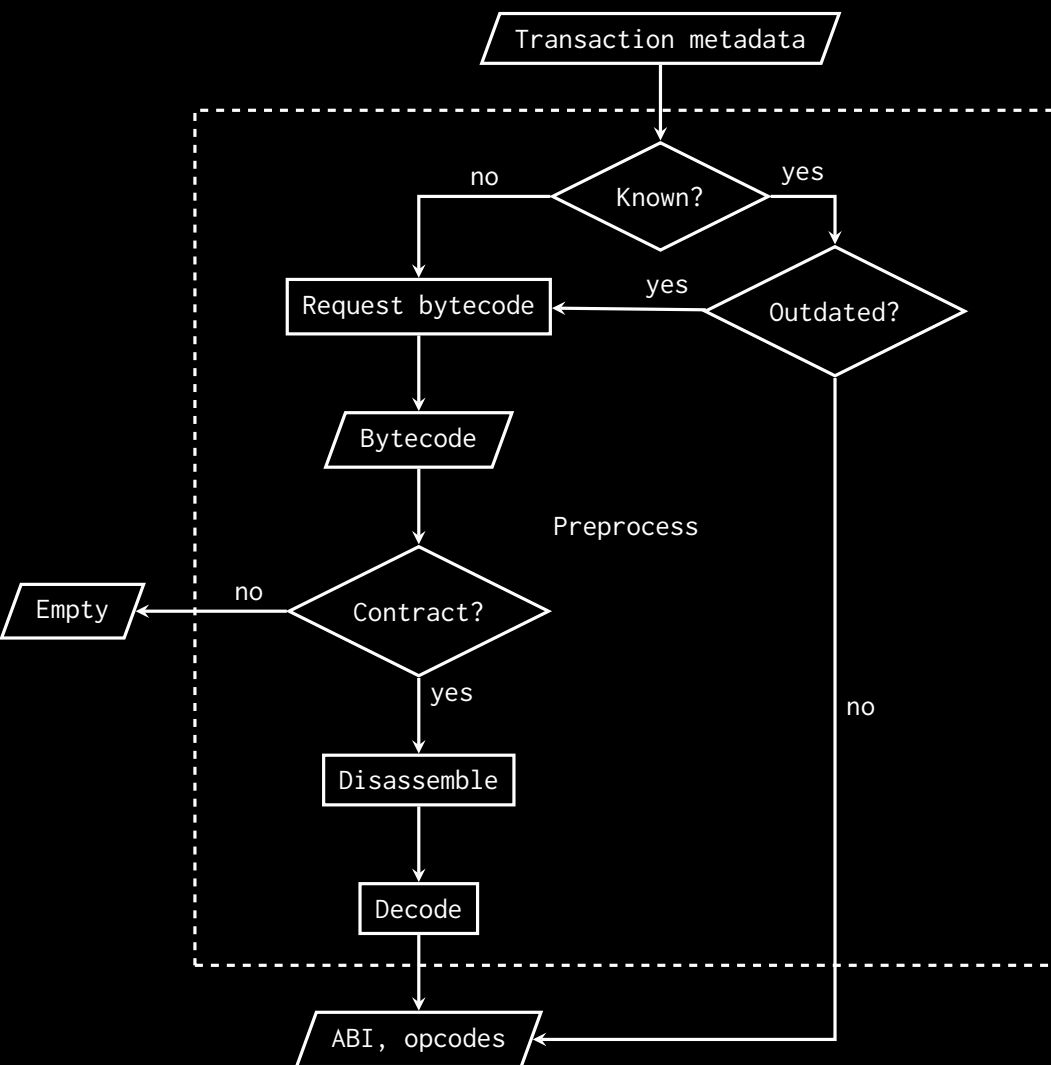 Transaction metadata
no
yes
Known?
yes
Request bytecode
Outdated?
Bytecode
Preprocess
no
Empty
Contract?
yes
no
Disassemble
Decode
ABI, opcodes